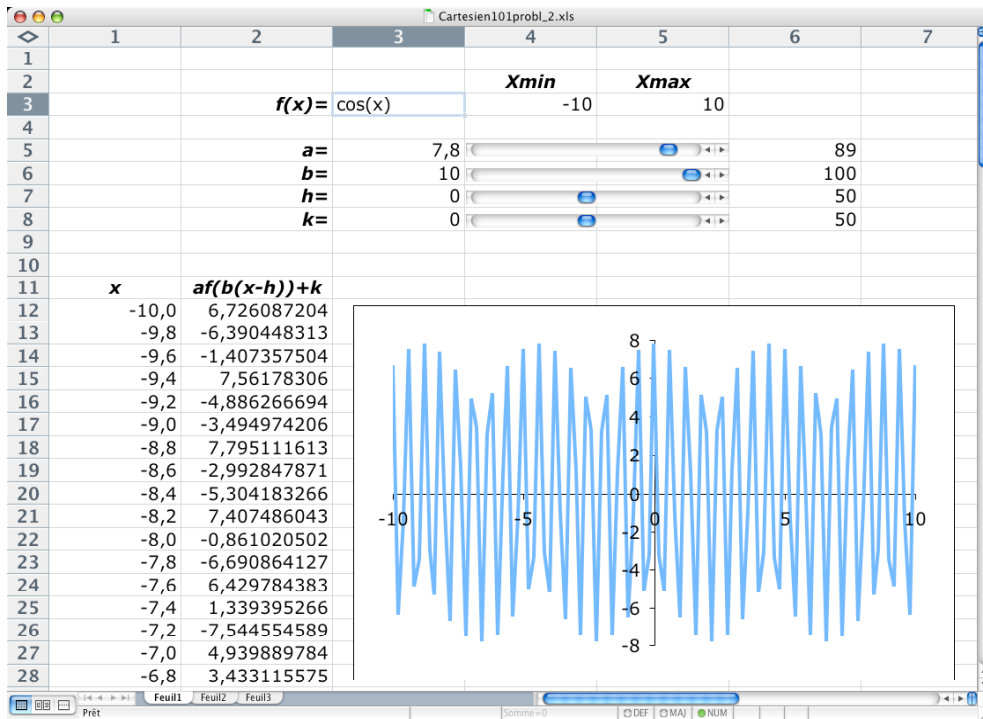 Cartesien101probl_2.xls
1 2 3 4 5 6 7
1
2 Xmin Xmax
3 f(x)= cos(x) -10 10
4
5 a= 7,8 89
6 b= 10 100
7 h= 0 50
8 k= 0 50
9
10
11 x af(b(x-h))+k
12 -10,0 6,726087204
13 -9,8 -6,390448313
14 -9,6 -1,407357504
15 -9,4 7,56178306
16 -9,2 -4,886266694
17 -9,0 -3,494974206
18 -8,8 7,795111613
19 -8,6 -2,992847871
20 -8,4 -5,304183266
21 -8,2 7,407486043
22 -8,0 -0,861020502
23 -7,8 -6,690864127
24 -7,6 6,429784383
25 -7,4 1,339395266
26 -7,2 -7,544554589
27 -7,0 4,939889784
28 -6,8 3,433115575
8
6
4
2
0
-10 -5 0 5 10
-2
-4
-6
-8
Feuil1 Feuil2 Feuil3
Prêt Somme=0 DEF MAJ NUM